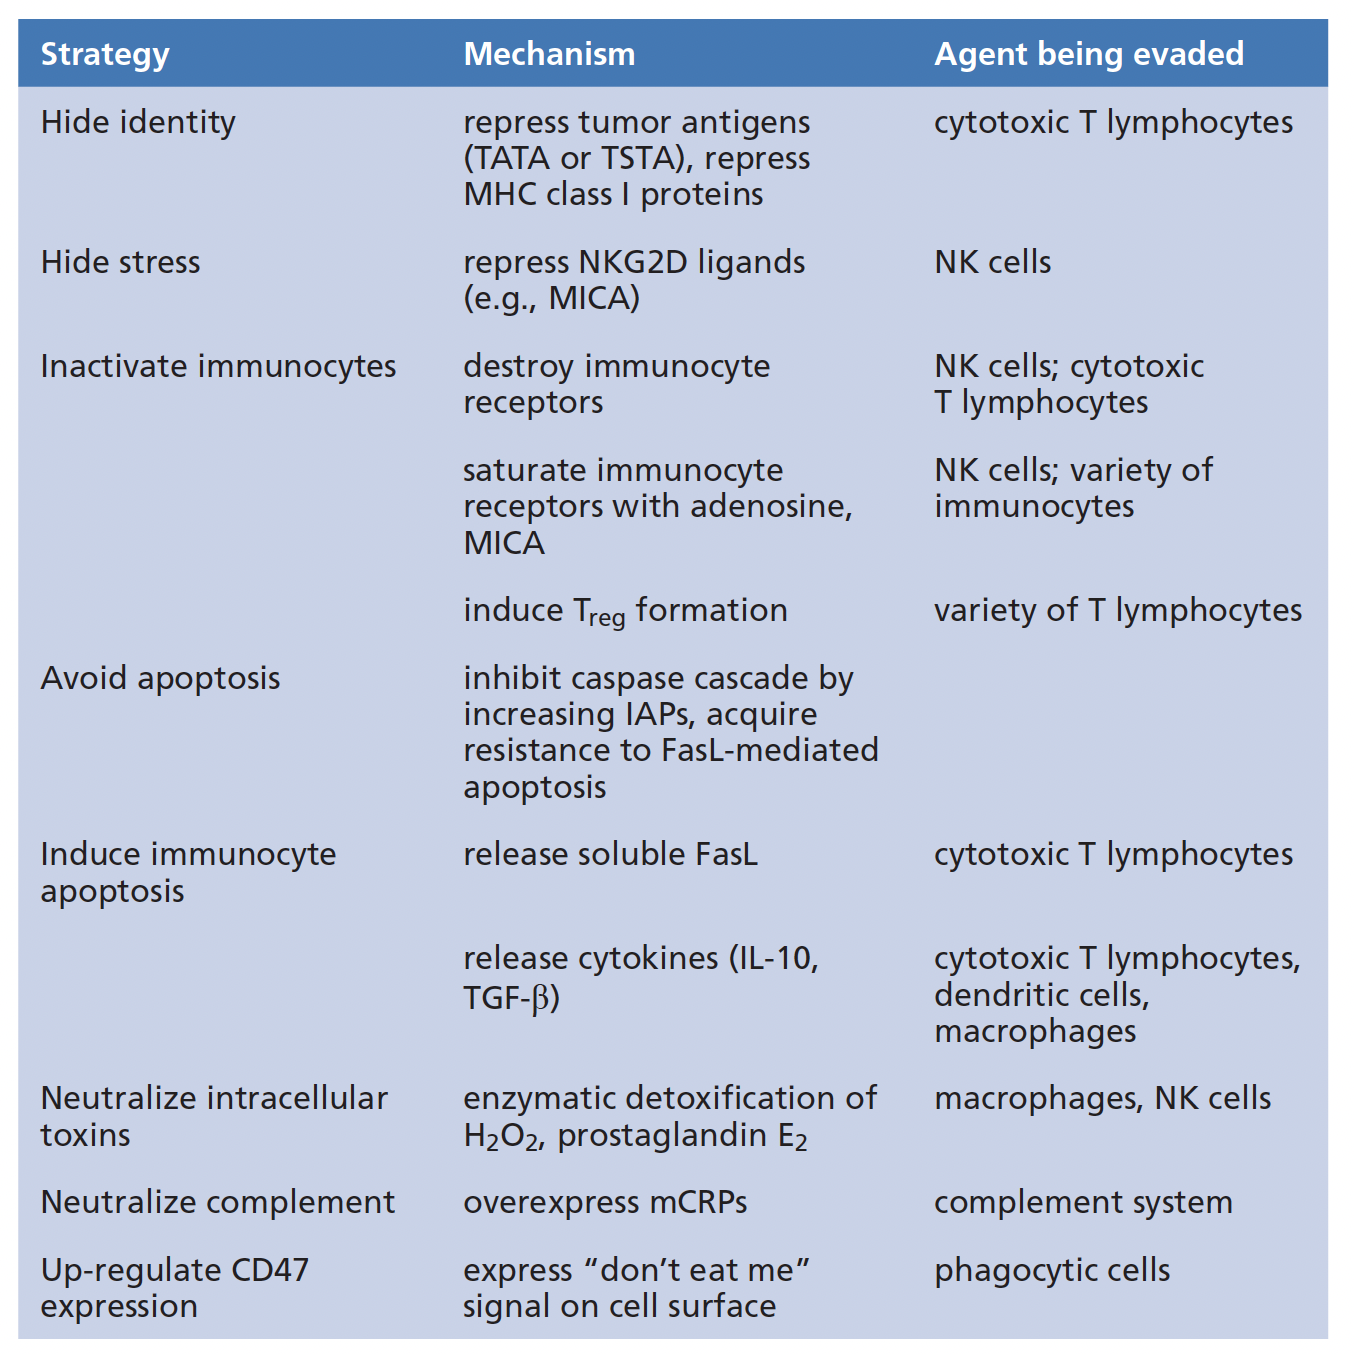 Strategy Mechanism Agent being evaded
Hide identity repress tumor antigens cytotoxic T lymphocytes
(TATA or TSTA), repress
MHC class I proteins
Hide stress repress NKG2D ligands NK cells
(e.g., MICA)
Inactivate immunocytes destroy immunocyte NK cells; cytotoxic
receptors T lymphocytes
saturate immunocyte NK cells; variety of
receptors with adenosine, immunocytes
MICA
induce Treg formation variety of T lymphocytes
Avoid apoptosis inhibit caspase cascade by
increasing IAPs, acquire
resistance to FasL-mediated
apoptosis
Induce immunocyte release soluble FasL cytotoxic T lymphocytes
apoptosis
release cytokines (IL-10, cytotoxic T lymphocytes,
TGF-β) dendritic cells,
macrophages
Neutralize intracellular enzymatic detoxification of macrophages, NK cells
toxins H2O2, prostaglandin E2
Neutralize complement overexpress mCRPs complement system
Up-regulate CD47 express “don’t eat me” phagocytic cells
expression signal on cell surface